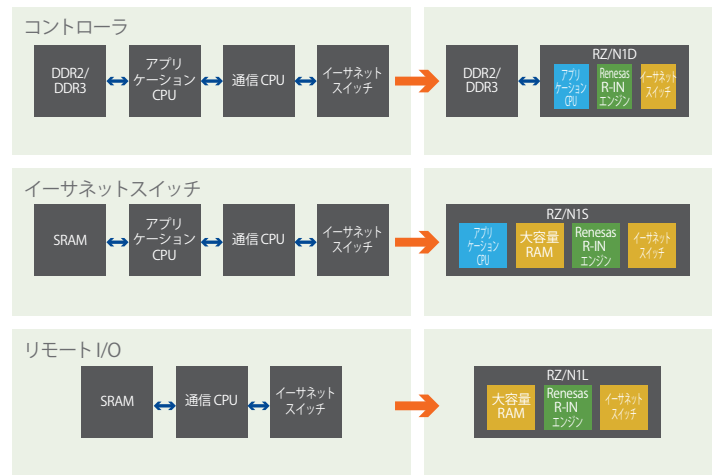 コントローラ
DDR2/
DDR3
アプリ
ケーション
CPU
通信 CPU
イーサネット
スイッチ
DDR2/
DDR3
RZ/N1D
アプリ
ケーション
CPU
Renesas
R-IN
エンジン
イーサネット
スイッチ
イーサネットスイッチ
SRAM
アプリ
ケーション
CPU
通信 CPU
イーサネット
スイッチ
RZ/N1S
アプリ
ケーション
CPU
大容量
RAM
Renesas
R-IN
エンジン
イーサネット
スイッチ
リモート I/O
SRAM
通信 CPU
イーサネット
スイッチ
RZ/N1L
大容量
RAM
Renesas
R-IN
エンジン
イーサネット
スイッチ